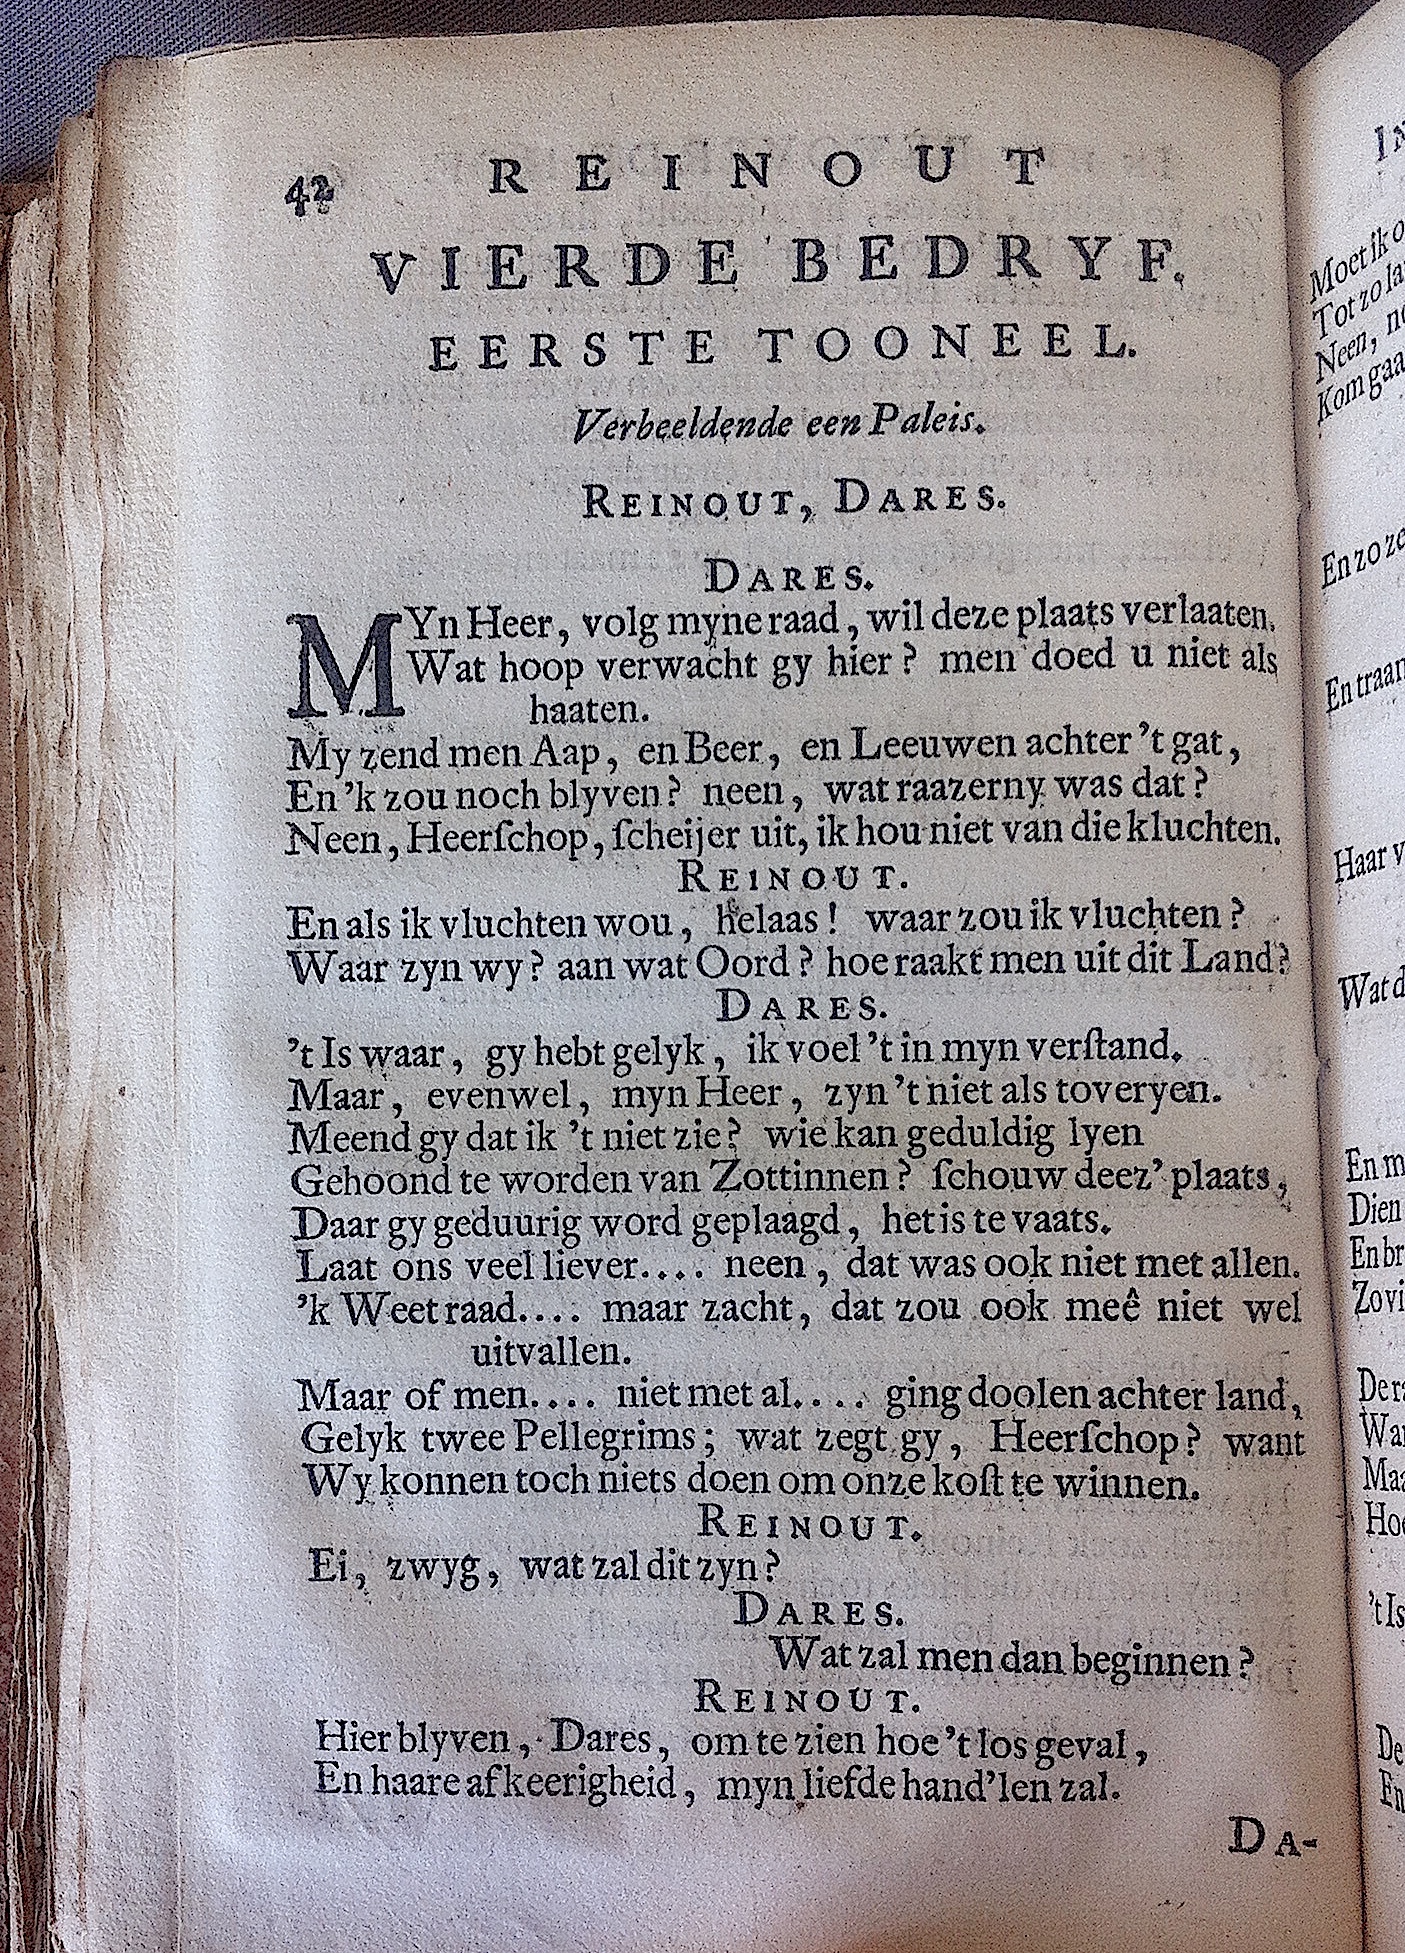 42 REINOUT
VIERDE BEDRYF.
EERSTE TOONEEL.
Verbeeldende een Paleis.
REINOUT, DARES.
DARES.
MYn Heer, volg myne raad, wil deze plaats verlaaten.
Wat hoop verwacht gy hier? men doed u niet als
haaten.
My zend men Aap, en Beer, en Leeuwen achter 't gat,
En 'k zou noch blyven? neen, wat raazerny was dat?
Neen, Heerſchop, ſcheijer uit, ik hou niet van die kluchten.
REINOUT.
En als ik vluchten wou, helaas! waar zou ik vluchten?
Waar zyn wy? aan wat Oord? hoe raakt men uit dit Land?
DARES.
't Is waar, gy hebt gelyk, ik voel 't in myn verſtand.
Maar, evenwel, myn Heer, zyn 't niet als toveryen.
Meend gy dat ik 't niet zie? wie kan geduldig lyen
Gehoond te worden van Zottinnen? ſchouw deez' plaats,
Daar gy geduurig word geplaagd, het is te vaats.
Laat ons veel liever.... neen, dat was ook niet met allen.
'k Weet raad.... maar zacht, dat zou ook meê niet wel
uitvallen.
Maar of men.... niet met al.... ging doolen achter land,
Gelyk twee Pellegrims; wat zegt gy, Heerſchop? want
Wy konnen toch niets doen om onze koſt te winnen.
REINOUT.
Ei, zwyg, wat zal dit zyn?
DARES.
Wat zal men dan beginnen?
REINOUT.
Hier blyven, Dares, om te zien hoe 't los geval,
En haare afkeerigheid, myn liefde hand'len zal.
DA-
Moet ik
Tot zo
Neen,
Kom
En zo
En
Haar
Wat
En
Dien
En
't Is
De
En